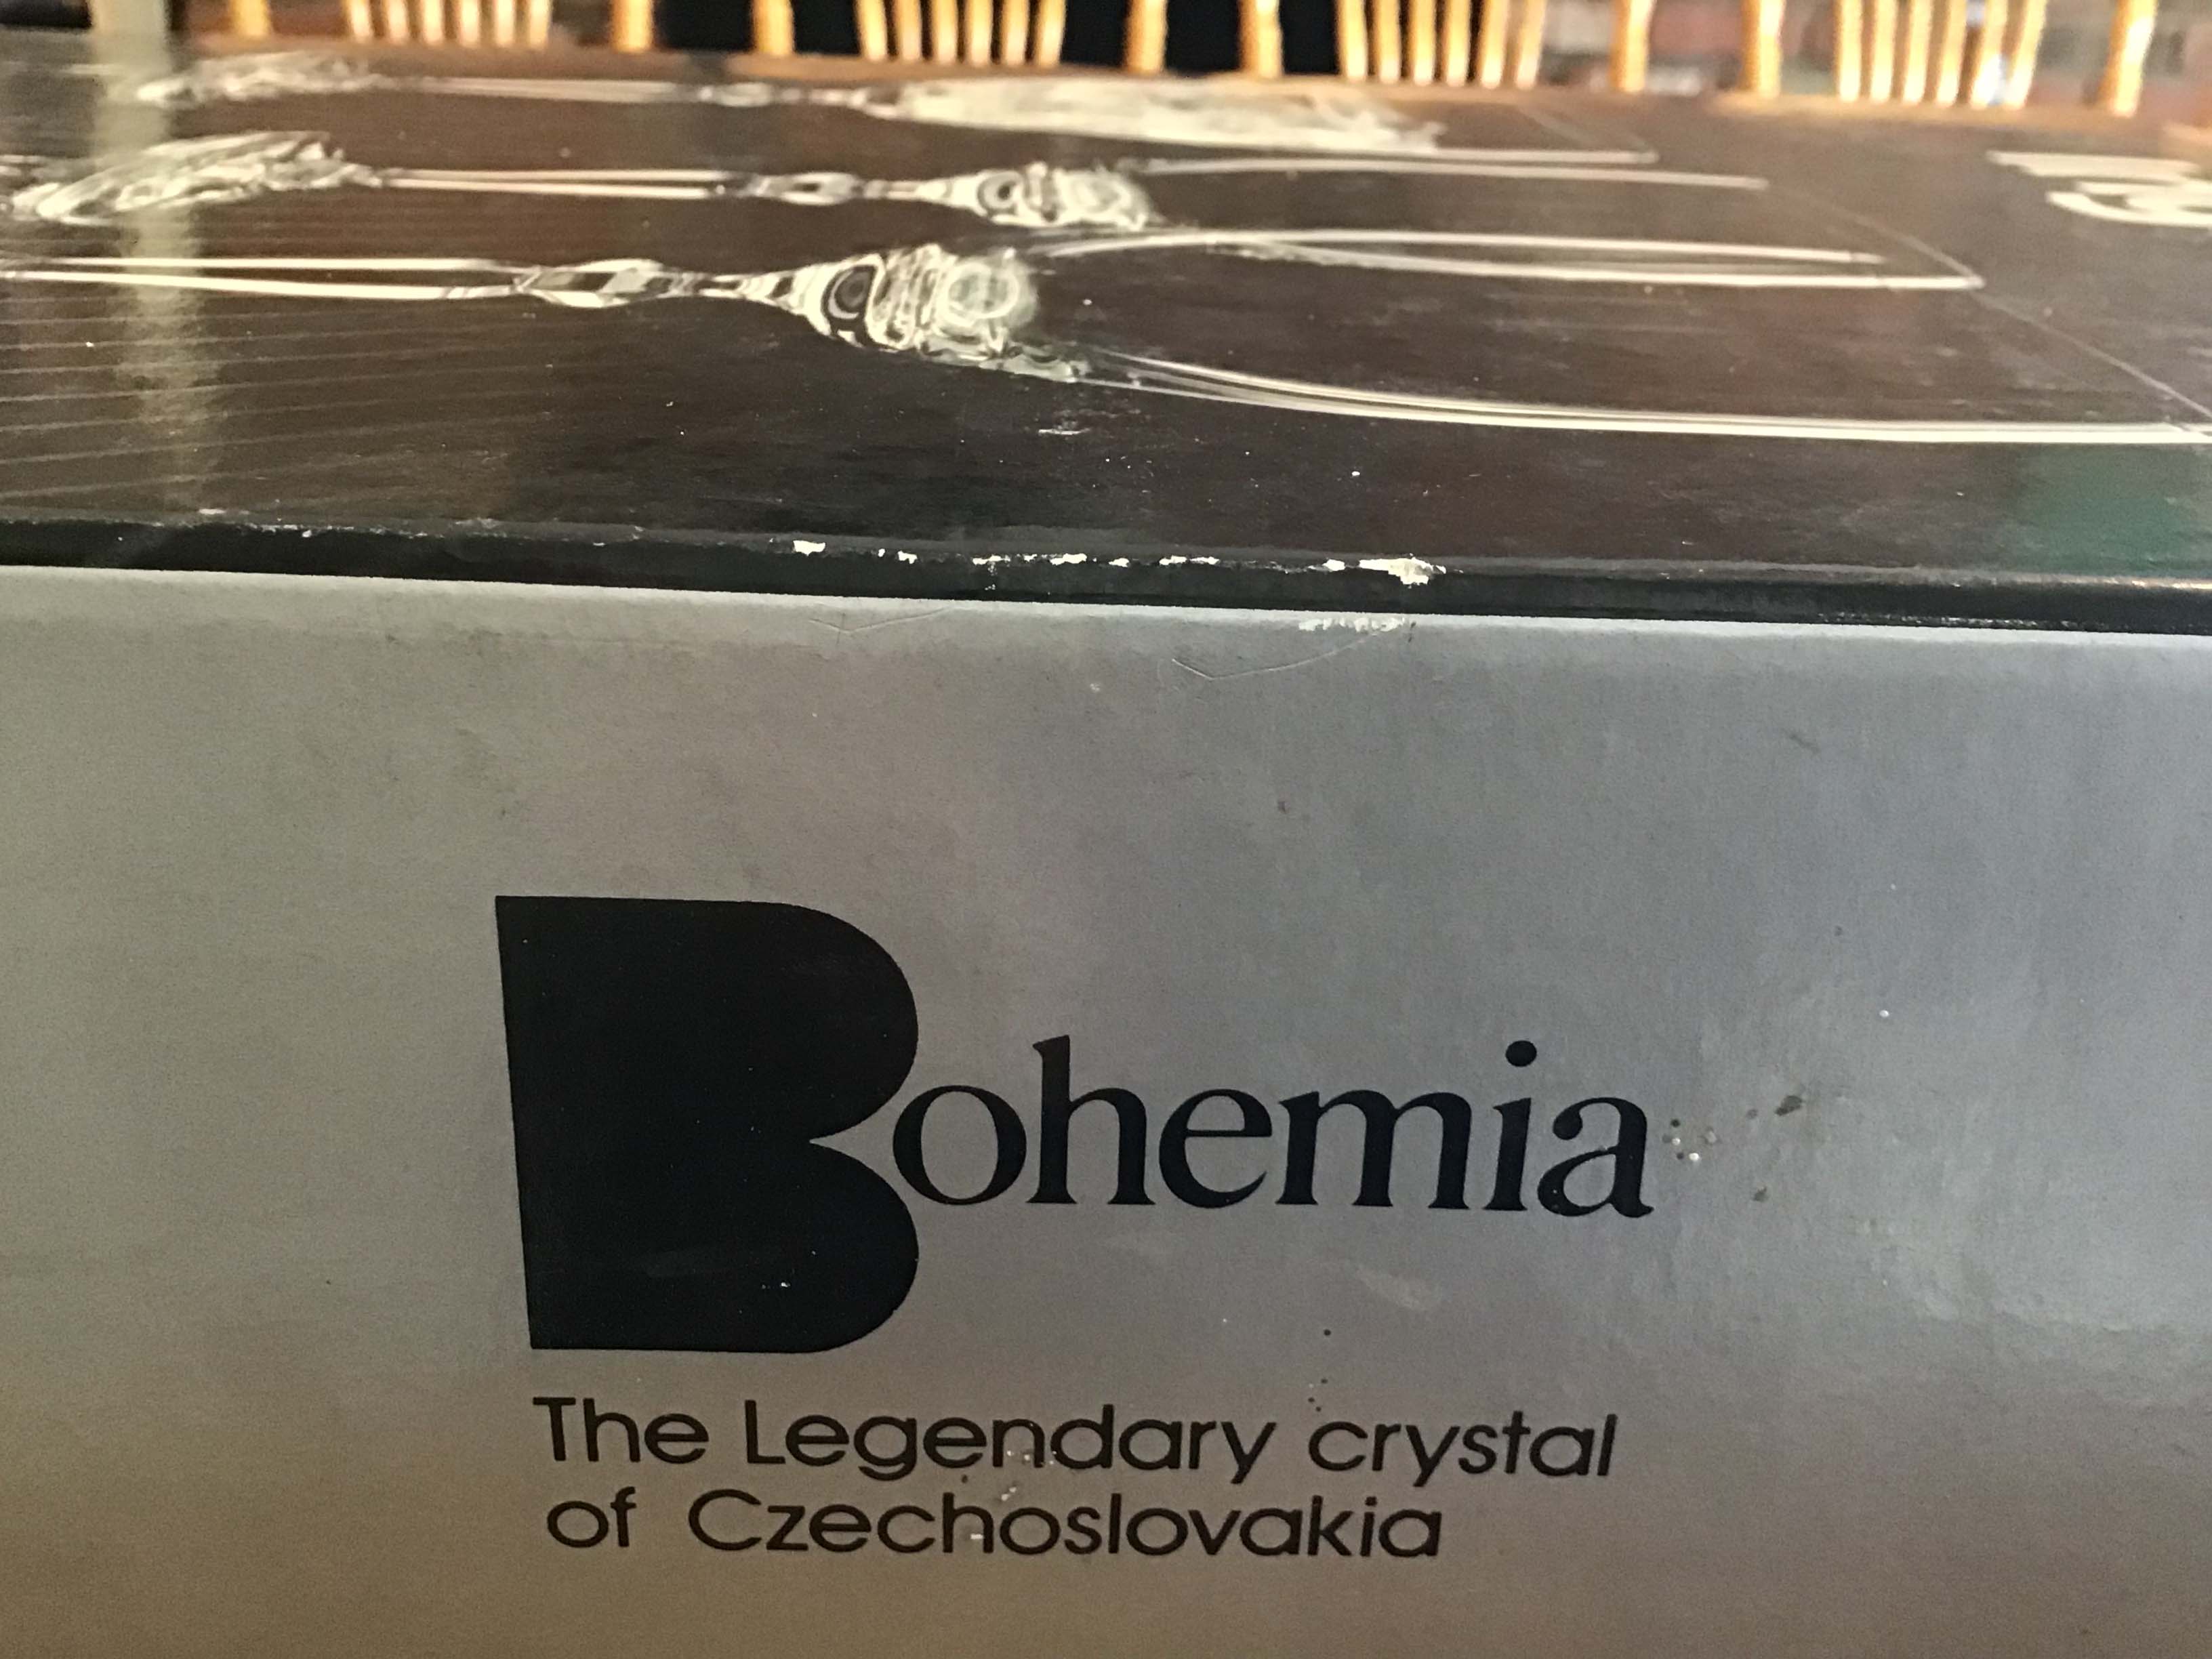 Bohemia
The Legendary crystal
of Czechoslovakia